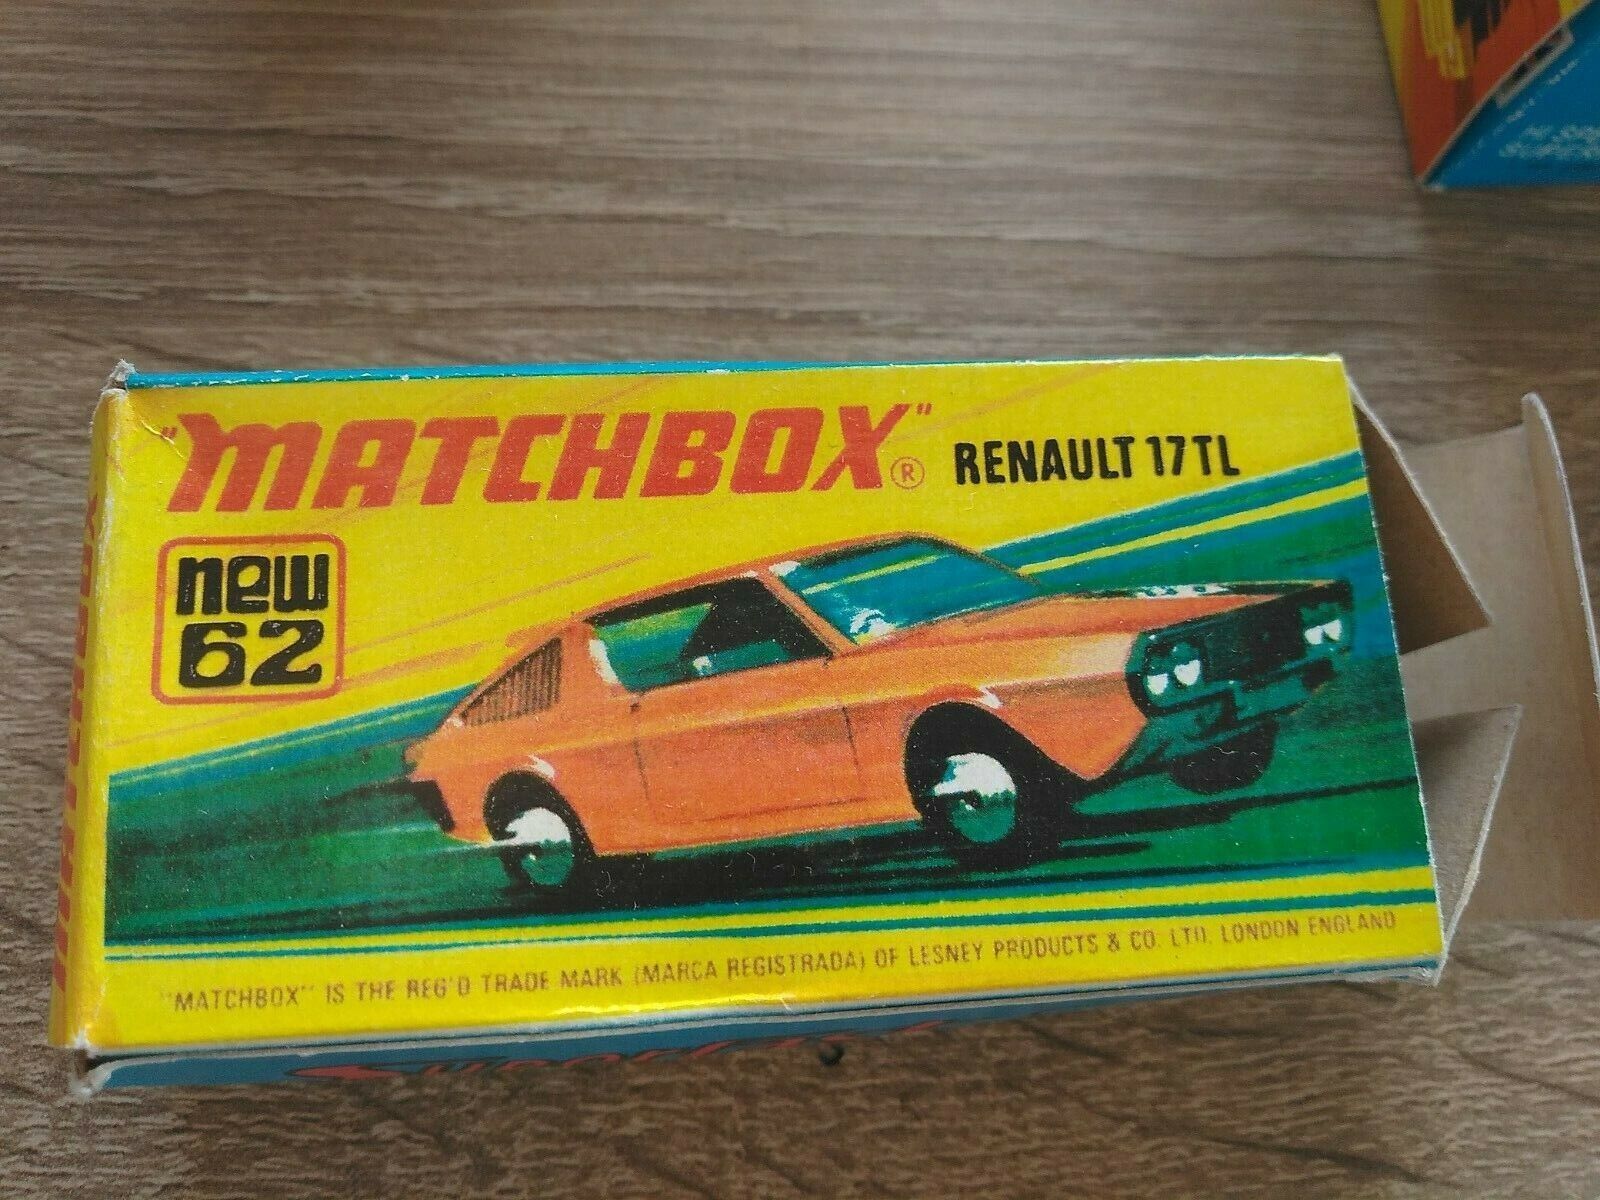 "MATCHBOX"®
RENAULT 17TL
new
62
"MATCHBOX" IS THE REG'D TRADE MARK (MARCA REGISTRADA) OF LESNEY PRODUCTS & CO. LTD. LONDON ENGLAND
MATCHBOX